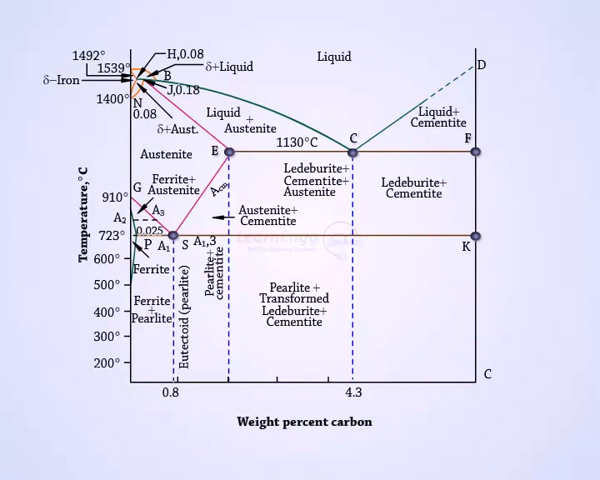 1492°
H,0.08
Liquid
1539°
δ+Liquid
D
δ−Iron
B
J,0.18
1400°
N
0.08
Liquid
+
Austenite
Liquid+
Cementite
δ+Aust.
1130°C
C
F
E
Austenite
Ledeburite+
Cementite+
Austenite
Ledeburite+
Cementite
Ferrite+
Austenite
Acm
G
910°
A₃
A₂
Austenite+
Cementite
0.025
723°
P
A₁
S
A₁,3
K
Temperature,°C
600°
Ferrite
Pearlite+
cementite
500°
Eutectoid (pearlite)
Ferrite
+
Pearlite
Pearlite +
Transformed
Ledeburite+
Cementite
400°
300°
200°
C
0.8
4.3
Weight percent carbon